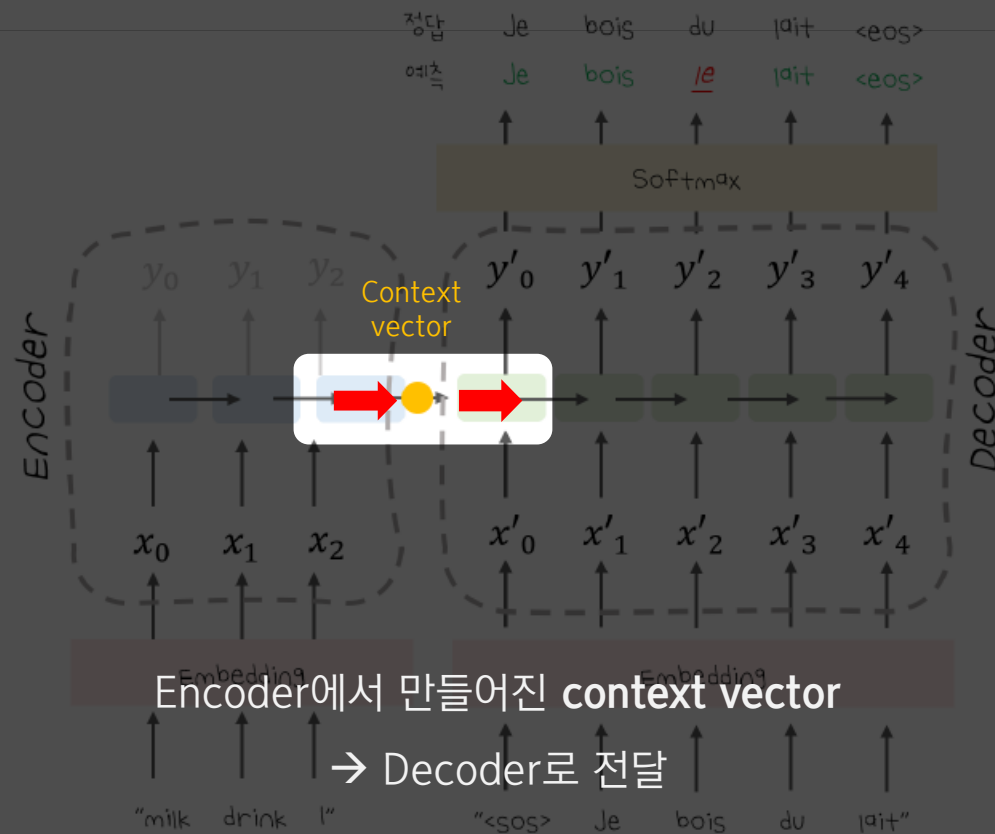 정답 Je bois du lait <eos>
예측 Je bois le lait <eos>
Softmax
y₀ y₁ y₂
y′₀ y′₁ y′₂ y′₃ y′₄
Context
vector
Encoder
Decoder
x₀ x₁ x₂
x′₀ x′₁ x′₂ x′₃ x′₄
Embedding
Embedding
Encoder에서 만들어진 context vector
→ Decoder로 전달
"milk drink I"
"<sos> Je bois du lait"